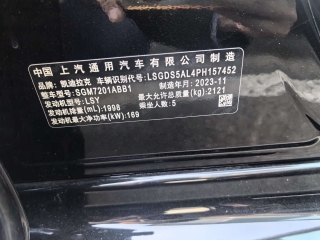 中国 上汽通用汽车有限公司制造
品牌:凯迪拉克 车辆识别代号:LSGDS5AL4PH157452
整车型号:SGM7201ABB1 制造年月:2023-11
发动机型号:LSY 最大允许总质量(kg):2121
发动机排量(mL):1998 乘坐人数:5
发动机最大净功率(kW):169